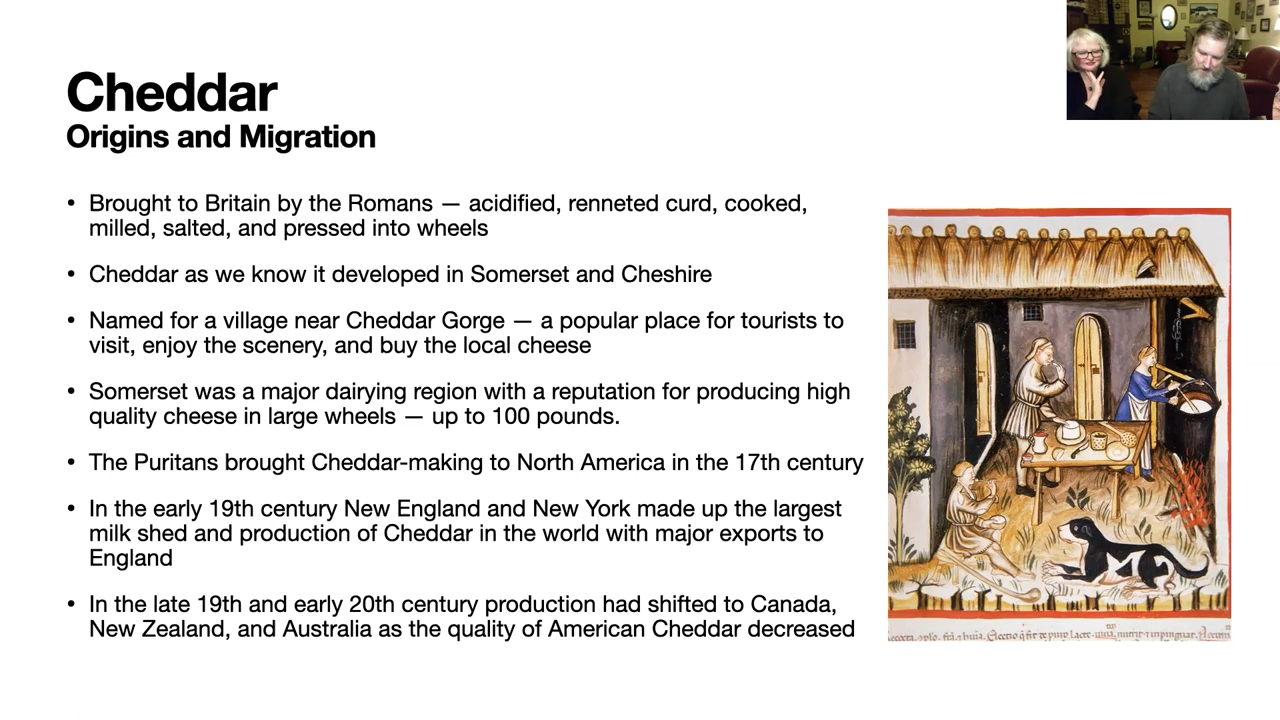 Cheddar
Origins and Migration
• Brought to Britain by the Romans — acidified, renneted curd, cooked,
milled, salted, and pressed into wheels
• Cheddar as we know it developed in Somerset and Cheshire
• Named for a village near Cheddar Gorge — a popular place for tourists to
visit, enjoy the scenery, and buy the local cheese
• Somerset was a major dairying region with a reputation for producing high
quality cheese in large wheels — up to 100 pounds.
• The Puritans brought Cheddar-making to North America in the 17th century
• In the early 19th century New England and New York made up the largest
milk shed and production of Cheddar in the world with major exports to
England
• In the late 19th and early 20th century production had shifted to Canada,
New Zealand, and Australia as the quality of American Cheddar decreased